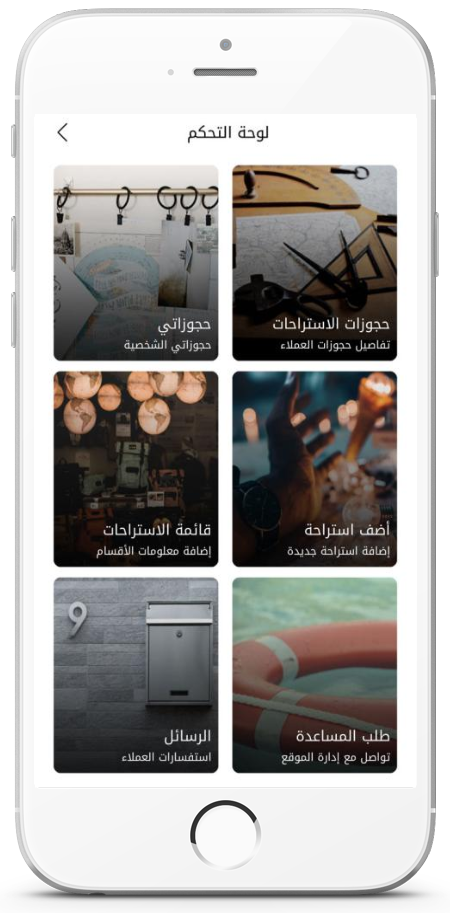 لوحة التحكم
حجوزات الاستراحات
تفاصيل حجوزات العملاء
حجوزاتي
حجوزاتي الشخصية
أضف استراحة
إضافة استراحة جديدة
قائمة الاستراحات
إضافة معلومات الأقسام
طلب المساعدة
تواصل مع إدارة الموقع
الرسائل
استفسارات العملاء
9